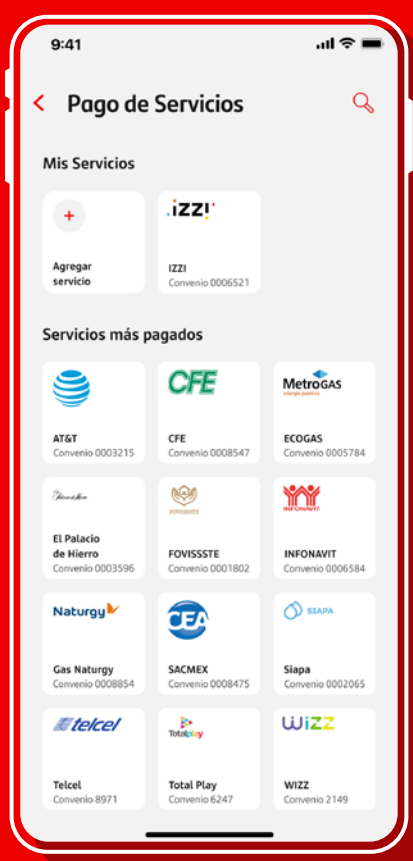 9:41
Pago de Servicios
Mis Servicios
+
izzi
Agregar
servicio
IZZI
Convenio 0006521
Servicios más pagados
AT&T
Convenio 0003215
CFE
CFE
Convenio 0008547
MetroGAS
energía positiva
ECOGAS
Convenio 0005784
El Palacio
de Hierro
Convenio 0003596
FOVISSSTE
FOVISSSTE
Convenio 0001802
INFONAVIT
INFONAVIT
Convenio 0006584
Naturgy
Gas Naturgy
Convenio 0008854
CEA
SACMEX
Convenio 0008475
SIAPA
Siapa
Convenio 0002065
telcel
Telcel
Convenio 8971
Totalplay
Total Play
Convenio 6247
wizz
WIZZ
Convenio 2149